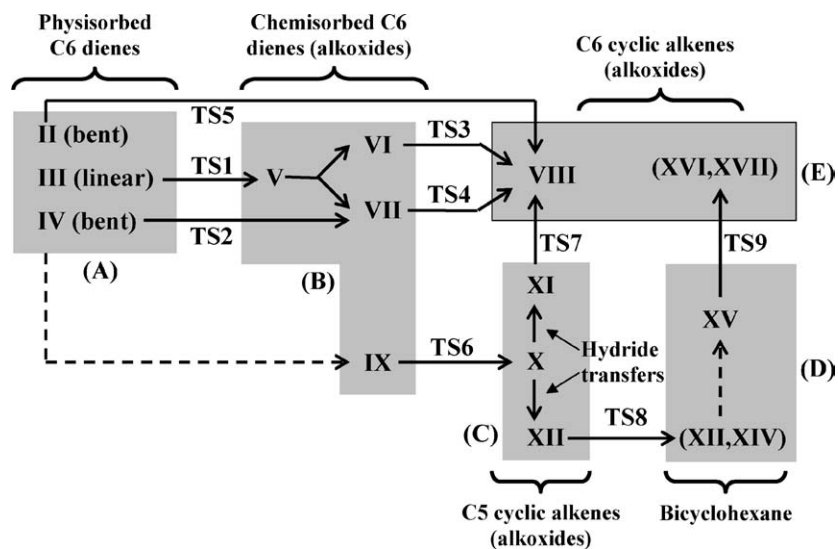 Physisorbed
C6 dienes
Chemisorbed C6
dienes (alkoxides)
C6 cyclic alkenes
(alkoxides)
TS5
II (bent)
III (linear)
IV (bent)
(A)
TS1
TS2
V
VI
VII
(B)
IX
TS3
TS4
VIII
(XVI,XVII)
(E)
TS7
TS9
TS6
XI
X
XII
Hydride
transfers
(C)
TS8
XV
(XII,XIV)
(D)
C5 cyclic alkenes
(alkoxides)
Bicyclohexane